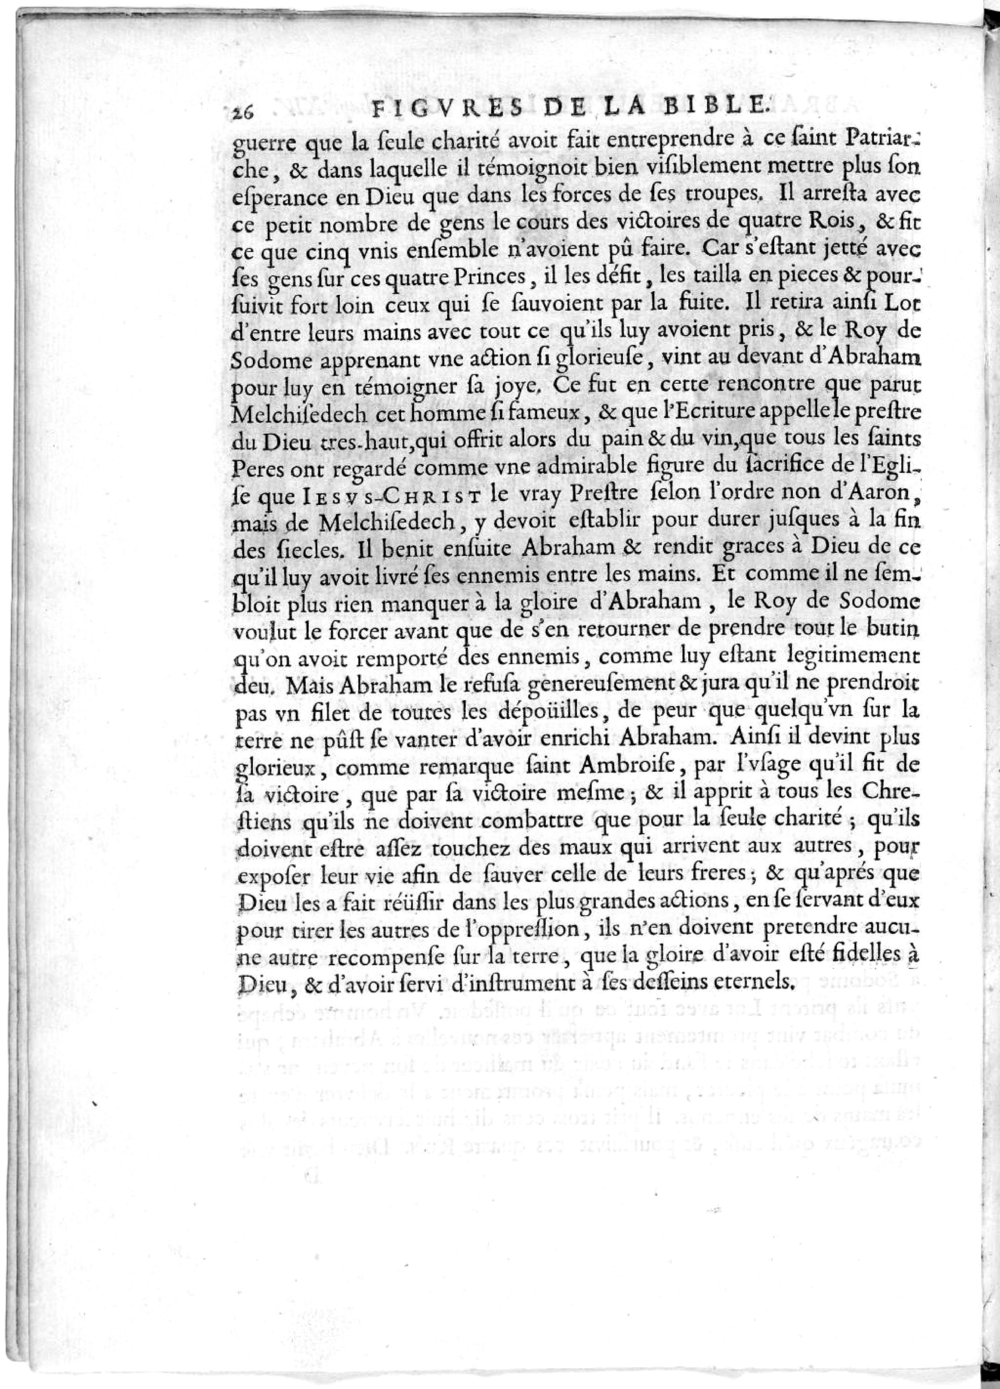 26 FIGVRES DE LA BIBLE.
guerre que la ſeule charité avoit fait entreprendre à ce ſaint Patriar-
che, & dans laquelle il témoignoit bien viſiblement mettre plus ſon
eſperance en Dieu que dans les forces de ſes troupes. Il arreſta avec
ce petit nombre de gens le cours des victoires de quatre Rois, & fit
ce que cinq vnis enſemble n'avoient pû faire. Car s'eſtant jetté avec
ſes gens ſur ces quatre Princes, il les défit, les tailla en pieces & pour-
ſuivit fort loin ceux qui ſe ſauvoient par la fuite. Il retira ainſi Lot
d'entre leurs mains avec tout ce qu'ils luy avoient pris, & le Roy de
Sodome apprenant vne action ſi glorieuſe, vint au devant d'Abraham
pour luy en témoigner ſa joye. Ce fut en cette rencontre que parut
Melchiſedech cet homme ſi fameux, & que l'Ecriture appelle le preſtre
du Dieu tres-haut, qui offrit alors du pain & du vin, que tous les ſaints
Peres ont regardé comme vne admirable figure du ſacrifice de l'Egli-
ſe que IESVS-CHRIST le vray Preſtre ſelon l'ordre non d'Aaron,
mais de Melchiſedech, y devoit eſtablir pour durer juſques à la fin
des ſiecles. Il benit enſuite Abraham & rendit graces à Dieu de ce
qu'il luy avoit livré ſes ennemis entre les mains. Et comme il ne ſem-
bloit plus rien manquer à la gloire d'Abraham, le Roy de Sodome
voulut le forcer avant que de s'en retourner de prendre tout le butin
qu'on avoit remporté des ennemis, comme luy eſtant legitimement
deu. Mais Abraham le refuſa genereuſement & jura qu'il ne prendroit
pas vn filet de toutes les dépoüilles, de peur que quelqu'vn ſur la
terre ne pûſt ſe vanter d'avoir enrichi Abraham. Ainſi il devint plus
glorieux, comme remarque ſaint Ambroiſe, par l'vſage qu'il fit de
ſa victoire, que par ſa victoire meſme; & il apprit à tous les Chre-
ſtiens qu'ils ne doivent combattre que pour la ſeule charité; qu'ils
doivent eſtre aſſez touchez des maux qui arrivent aux autres, pour
expoſer leur vie afin de ſauver celle de leurs freres; & qu'aprés que
Dieu les a fait réüſſir dans les plus grandes actions, en ſe ſervant d'eux
pour tirer les autres de l'oppreſſion, ils n'en doivent pretendre aucu-
ne autre recompenſe ſur la terre, que la gloire d'avoir eſté fidelles à
Dieu, & d'avoir ſervi d'inſtrument à ſes deſſeins eternels.